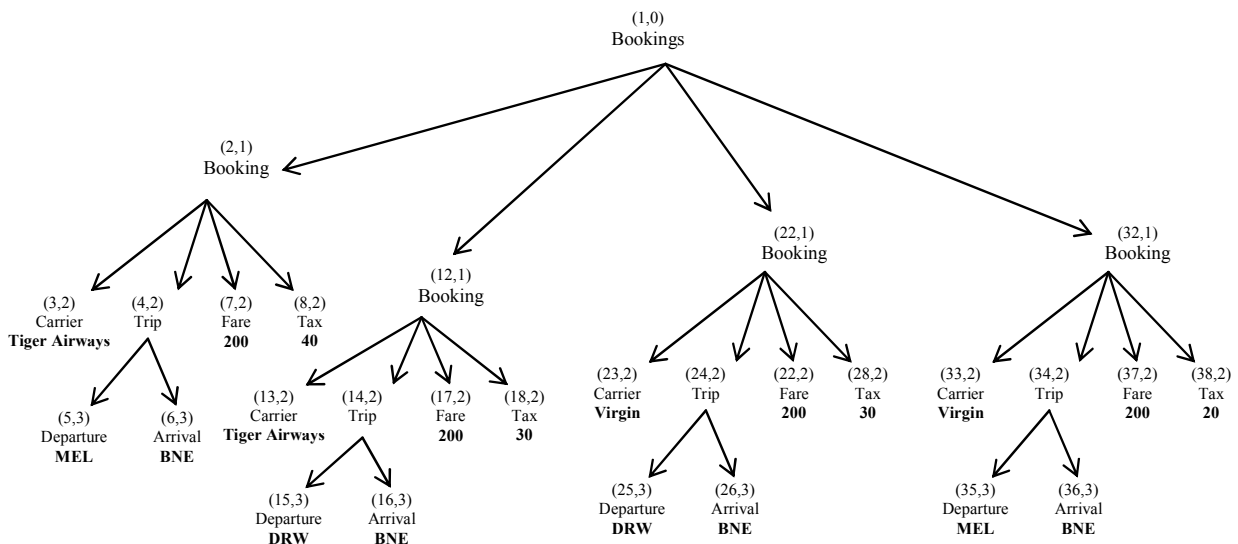 (1,0)
Bookings
(2,1)
Booking
(3,2)
Carrier
Tiger Airways
(4,2)
Trip
(5,3)
Departure
MEL
(6,3)
Arrival
BNE
(7,2)
Fare
200
(8,2)
Tax
40
(12,1)
Booking
(13,2)
Carrier
Tiger Airways
(14,2)
Trip
(15,3)
Departure
DRW
(16,3)
Arrival
BNE
(17,2)
Fare
200
(18,2)
Tax
30
(22,1)
Booking
(23,2)
Carrier
Virgin
(24,2)
Trip
(25,3)
Departure
DRW
(26,3)
Arrival
BNE
(22,2)
Fare
200
(28,2)
Tax
30
(32,1)
Booking
(33,2)
Carrier
Virgin
(34,2)
Trip
(35,3)
Departure
MEL
(36,3)
Arrival
BNE
(37,2)
Fare
200
(38,2)
Tax
20